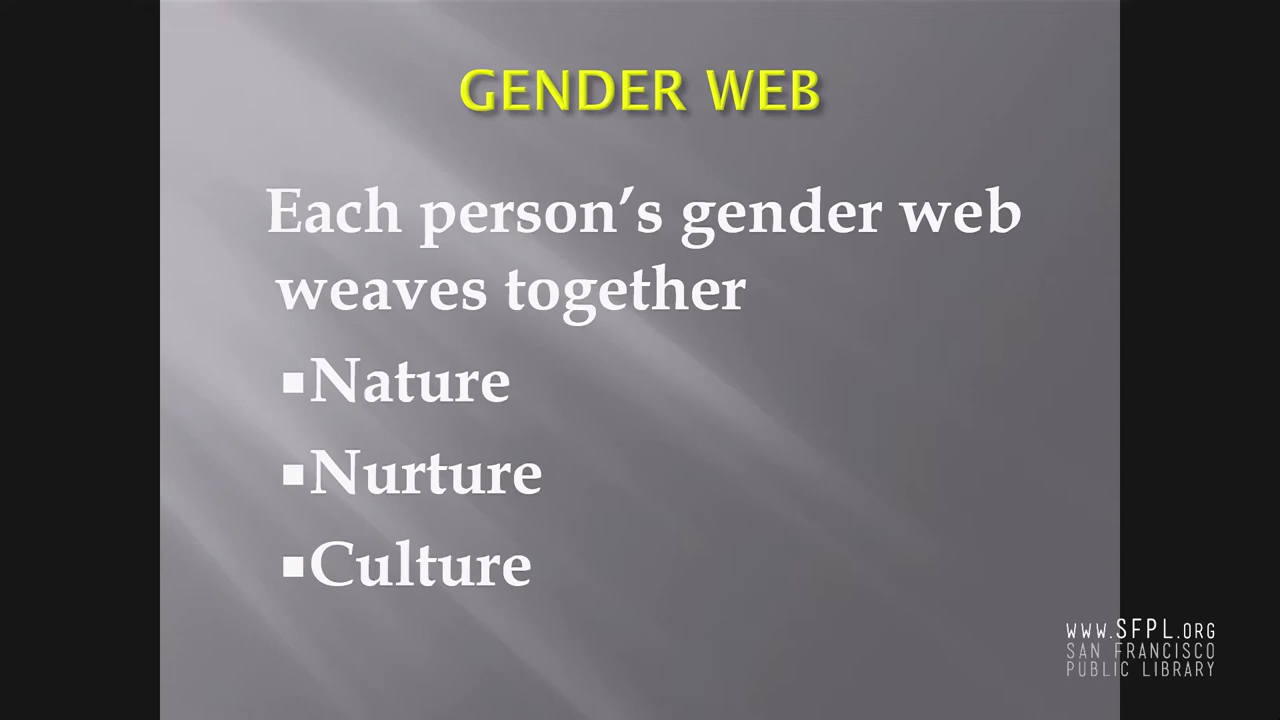 GENDER WEB
Each person’s gender web
weaves together
▪Nature
▪Nurture
▪Culture
WWW.SFPL.ORG
SAN FRANCISCO
PUBLIC LIBRARY